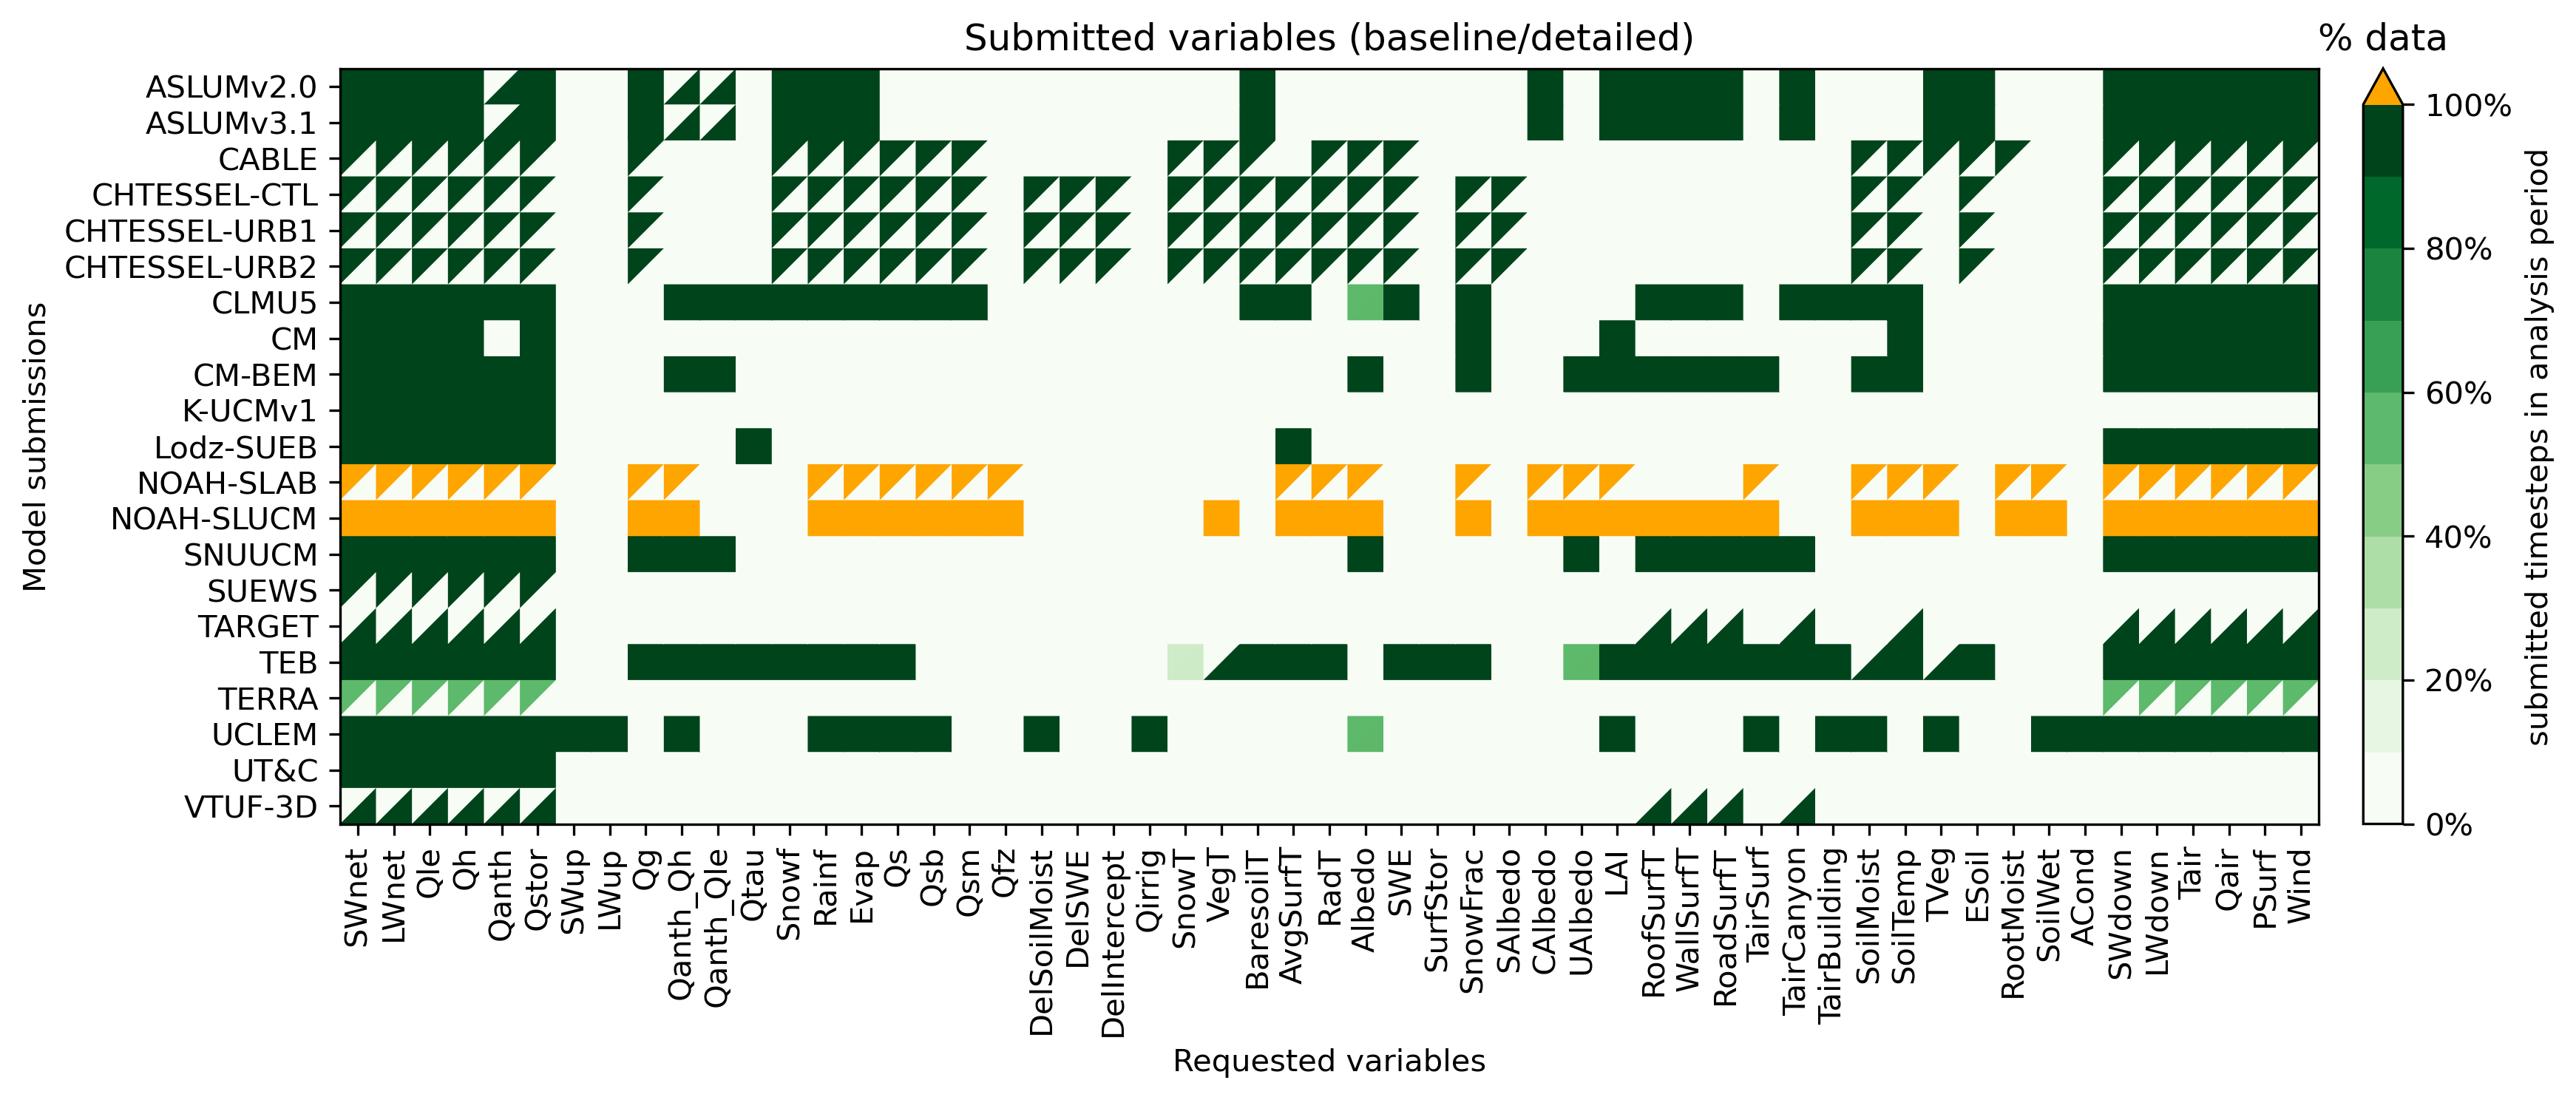 Submitted variables (baseline/detailed)
% data
Model submissions
ASLUMv2.0
ASLUMv3.1
CABLE
CHTESSEL-CTL
CHTESSEL-URB1
CHTESSEL-URB2
CLMU5
CM
CM-BEM
K-UCMv1
Lodz-SUEB
NOAH-SLAB
NOAH-SLUCM
SNUUCM
SUEWS
TARGET
TEB
TERRA
UCLEM
UT&C
VTUF-3D
100%
80%
60%
40%
20%
0%
submitted timesteps in analysis period
SWnet
LWnet
Qle
Qh
Qanth
Qstor
SWup
LWup
Qg
Qanth_Qh
Qanth_Qle
Qtau
Snowf
Rainf
Evap
Qs
Qsb
Qsm
Qfz
DelSoilMoist
DelSWE
DelIntercept
Qirrig
SnowT
VegT
BaresoilT
AvgSurfT
RadT
Albedo
SWE
SurfStor
SnowFrac
SAlbedo
CAlbedo
UAlbedo
LAI
RoofSurfT
WallSurfT
RoadSurfT
TairSurf
TairCanyon
TairBuilding
SoilMoist
SoilTemp
TVeg
ESoil
RootMoist
SoilWet
ACond
SWdown
LWdown
Tair
Qair
PSurf
Wind
Requested variables